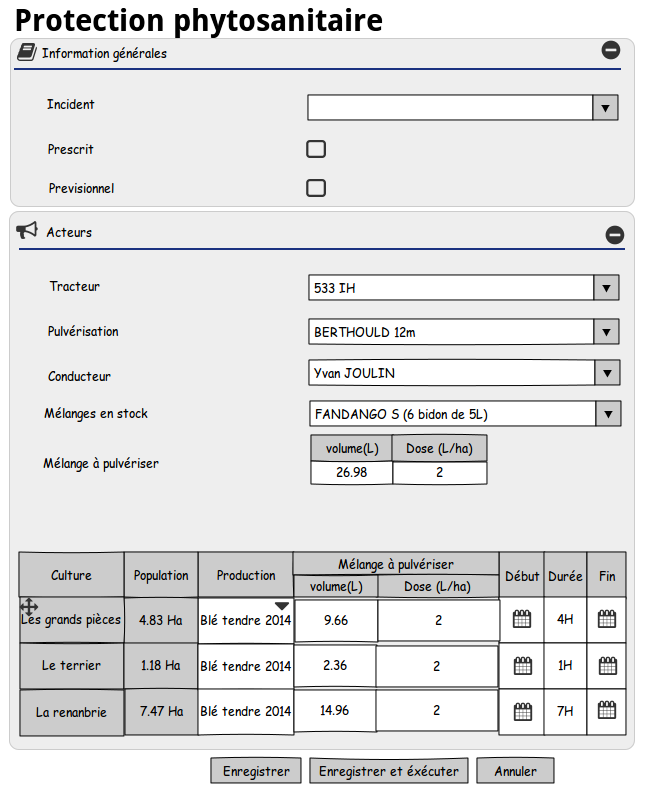 Protection phytosanitaire
Information générales
Incident
Prescrit
Previsionnel
Acteurs
Tracteur 533 IH
Pulvérisation BERTHOULD 12m
Conducteur Yvan JOULIN
Mélanges en stock FANDANGO S (6 bidon de 5L)
Mélange à pulvériser
volume(L) Dose (L/ha)
26.98 2
Culture Population Production Mélange à pulvériser Début Durée Fin
volume(L) Dose (L/ha)
Les grands pièces 4.83 Ha Blé tendre 2014 9.66 2 4H
Le terrier 1.18 Ha Blé tendre 2014 2.36 2 1H
La renanbrie 7.47 Ha Blé tendre 2014 14.96 2 7H
Enregistrer Enregistrer et éxécuter Annuler